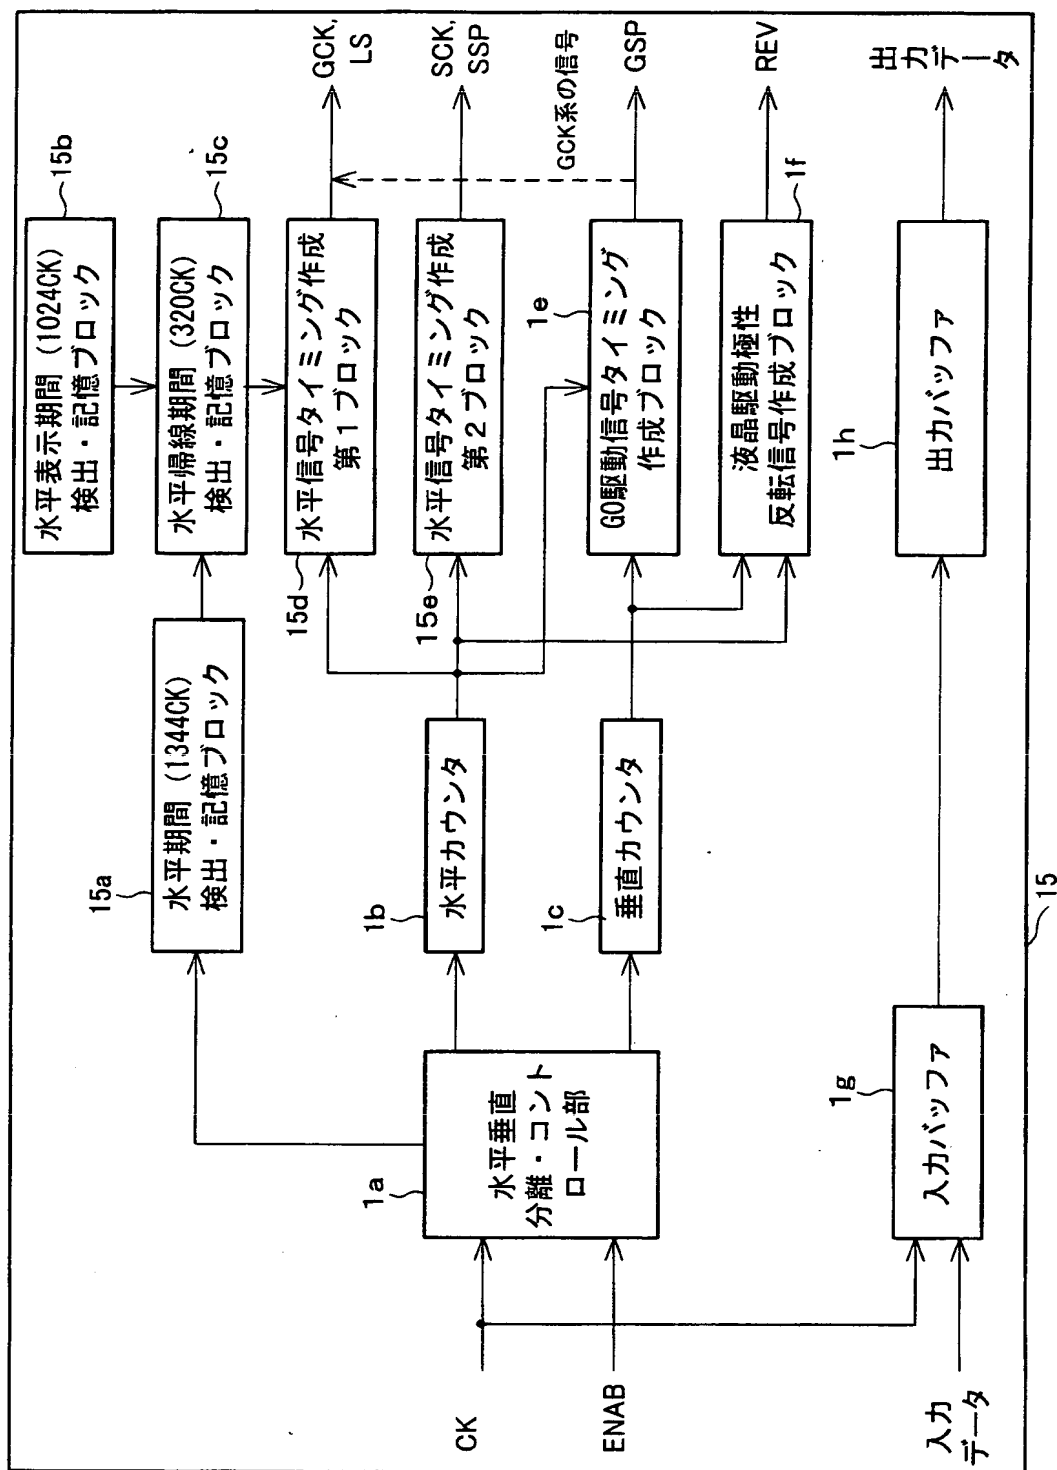 CK
ENAB
入力
データ
1a
水平垂直
分離・コント
ロール部
1g
入力バッファ
15a
水平期間 (1344CK)
検出・記憶ブロック
1b
水平カウンタ
1c
垂直カウンタ
15b
水平表示期間 (1024CK)
検出・記憶ブロック
15c
水平帰線期間 (320CK)
検出・記憶ブロック
15d
水平信号タイミング作成
第1ブロック
15e
水平信号タイミング作成
第2ブロック
1e
GO駆動信号タイミング
作成ブロック
1f
液晶駆動極性
反転信号作成ブロック
1h
出力バッファ
GCK,
LS
SCK,
SSP
GCK系の信号
GSP
REV
出力
データ
15